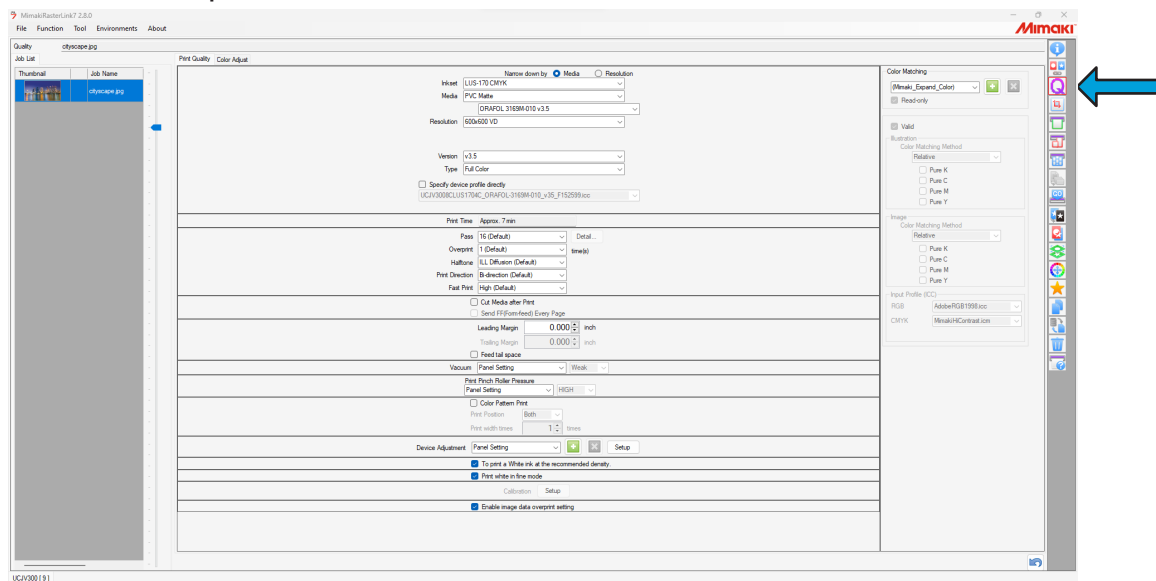 MimakiRasterLink7 2.8.0
File Function Tool Environments About
Mimaki
Quality cityscape.jpg
Job List
Thumbnail Job Name
cityscape.jpg
Print Quality Color Adjust
Narrow down by Media Resolution
Inkset LUS-170 CMYK
Media PVC Matte
ORAFOL 3169M-010 v3.5
Resolution 600x600 VD
Version v3.5
Type Full Color
Specify device profile directly
UCJV3008CLUS1704C_ORAFOL-3169M-010_v35_F152599.icc
Print Time Approx. 7 min
Pass 16 (Default) Detail...
Overprint 1 (Default) time(s)
Halftone ILL Diffusion (Default)
Print Direction Bi-direction (Default)
Fast Print High (Default)
Cut Media after Print
Send FF(Form-feed) Every Page
Leading Margin 0.000 inch
Trailing Margin 0.000 inch
Feed tail space
Vacuum Panel Setting Weak
Print Pinch Roller Pressure
Panel Setting HIGH
Color Pattern Print
Print Position Both
Print width times 1 times
Device Adjustment Panel Setting Setup
To print a White ink at the recommended density.
Print white in fine mode
Calibration Setup
Enable image data overprint setting
Color Matching
(Mimaki_Expand_Color)
Read-only
Valid
Illustration
Color Matching Method
Relative
Pure K
Pure C
Pure M
Pure Y
Image
Color Matching Method
Relative
Pure K
Pure C
Pure M
Pure Y
Input Profile (ICC)
RGB AdobeRGB1998.icc
CMYK MimakiHiContrast.icm
Q
UCJV300 [ 9 ]